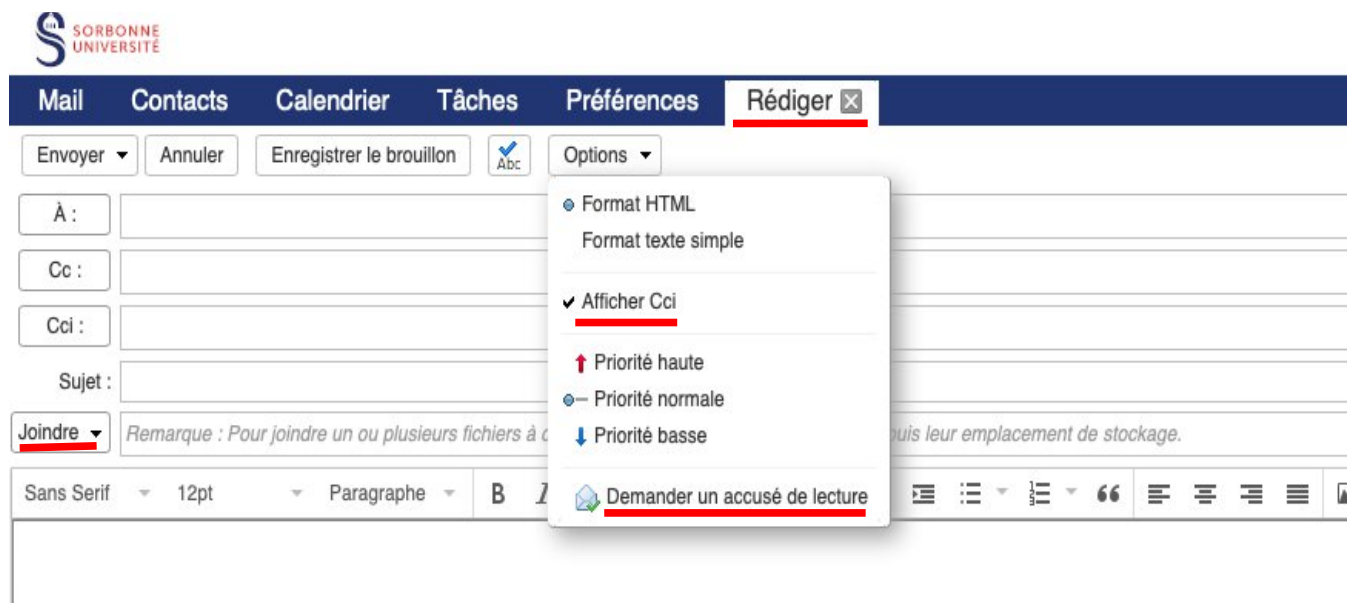 SORBONNE
UNIVERSITÉ
Mail Contacts Calendrier Tâches Préférences Rédiger
Envoyer Annuler Enregistrer le brouillon Abc Options
À :
Format HTML
Format texte simple
Cc :
Afficher Cci
Cci :
Priorité haute
Sujet :
Priorité normale
Joindre Remarque : Pour joindre un ou plusieurs fichiers à
Priorité basse
leur emplacement de stockage.
Sans Serif 12pt Paragraphe B I
Demander un accusé de lecture